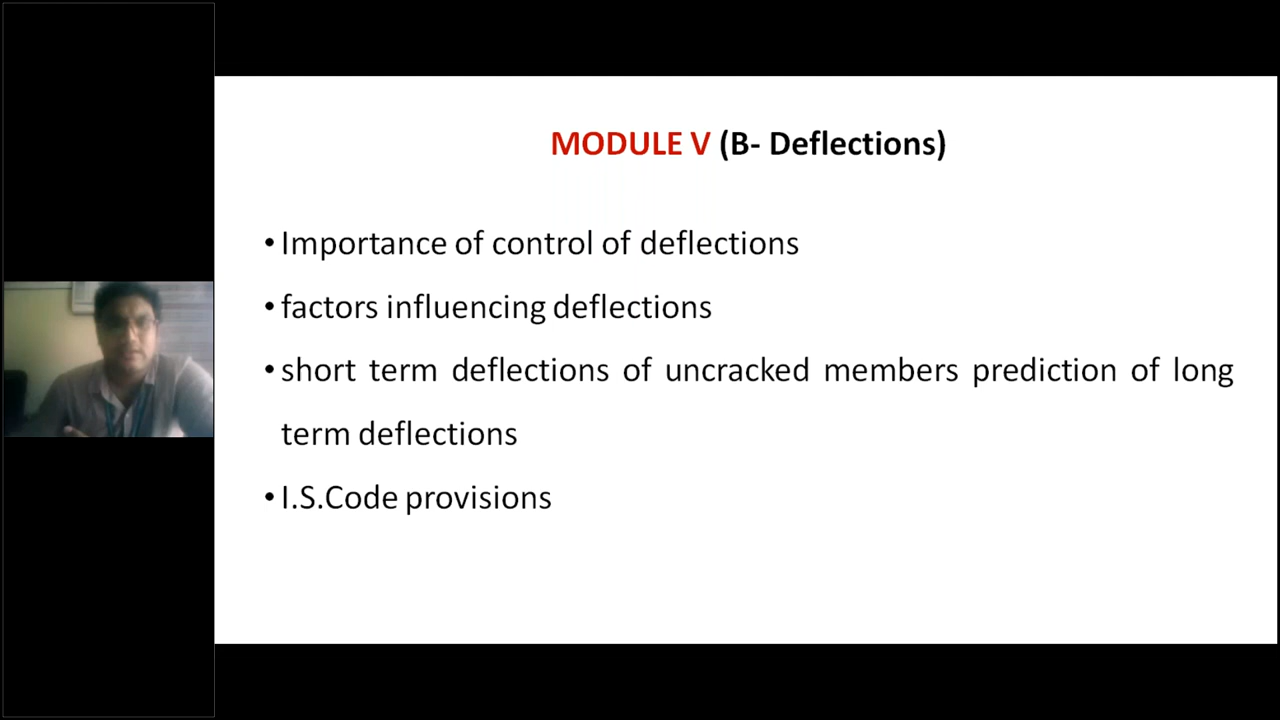 MODULE V (B- Deflections)
• Importance of control of deflections
• factors influencing deflections
• short term deflections of uncracked members prediction of long
term deflections
• I.S.Code provisions